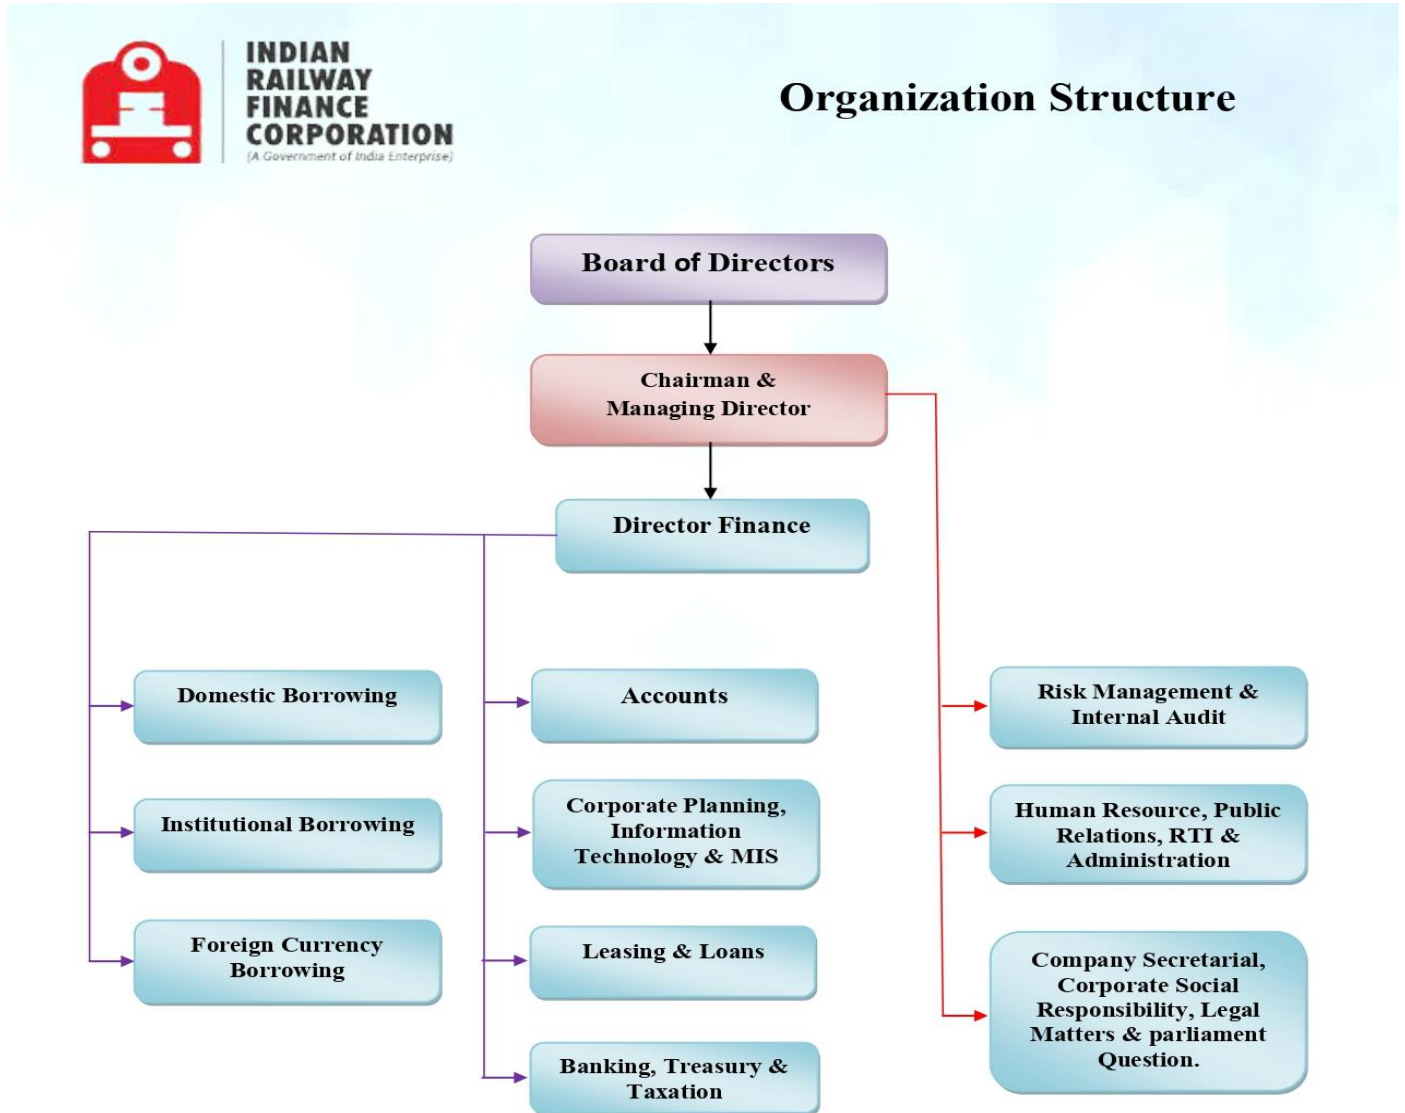 INDIAN
RAILWAY
FINANCE
CORPORATION
(A Government of India Enterprise)
Organization Structure
Board of Directors
Chairman &
Managing Director
Director Finance
Domestic Borrowing
Institutional Borrowing
Foreign Currency
Borrowing
Accounts
Corporate Planning,
Information
Technology & MIS
Leasing & Loans
Banking, Treasury &
Taxation
Risk Management &
Internal Audit
Human Resource, Public
Relations, RTI &
Administration
Company Secretarial,
Corporate Social
Responsibility, Legal
Matters & parliament
Question.